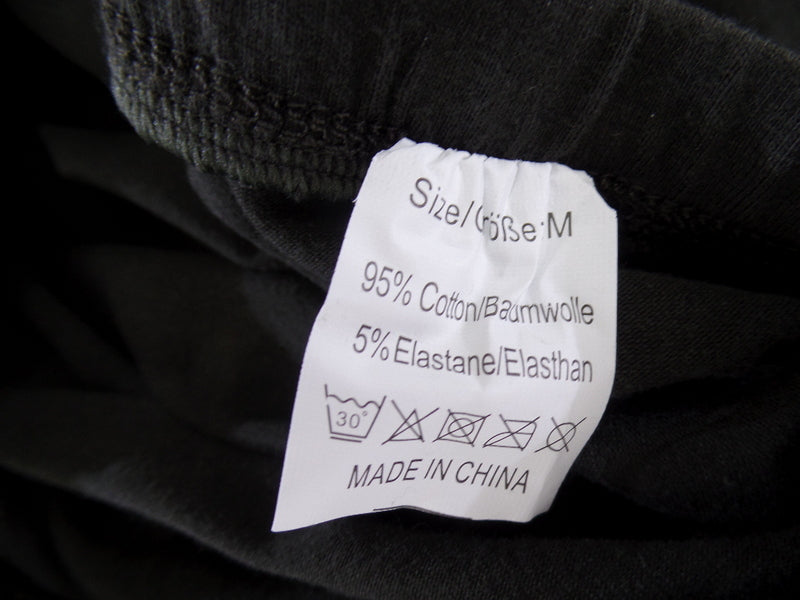 Size/Größe:M
95% Cotton/Baumwolle
5% Elastane/Elasthan
30°
MADE IN CHINA